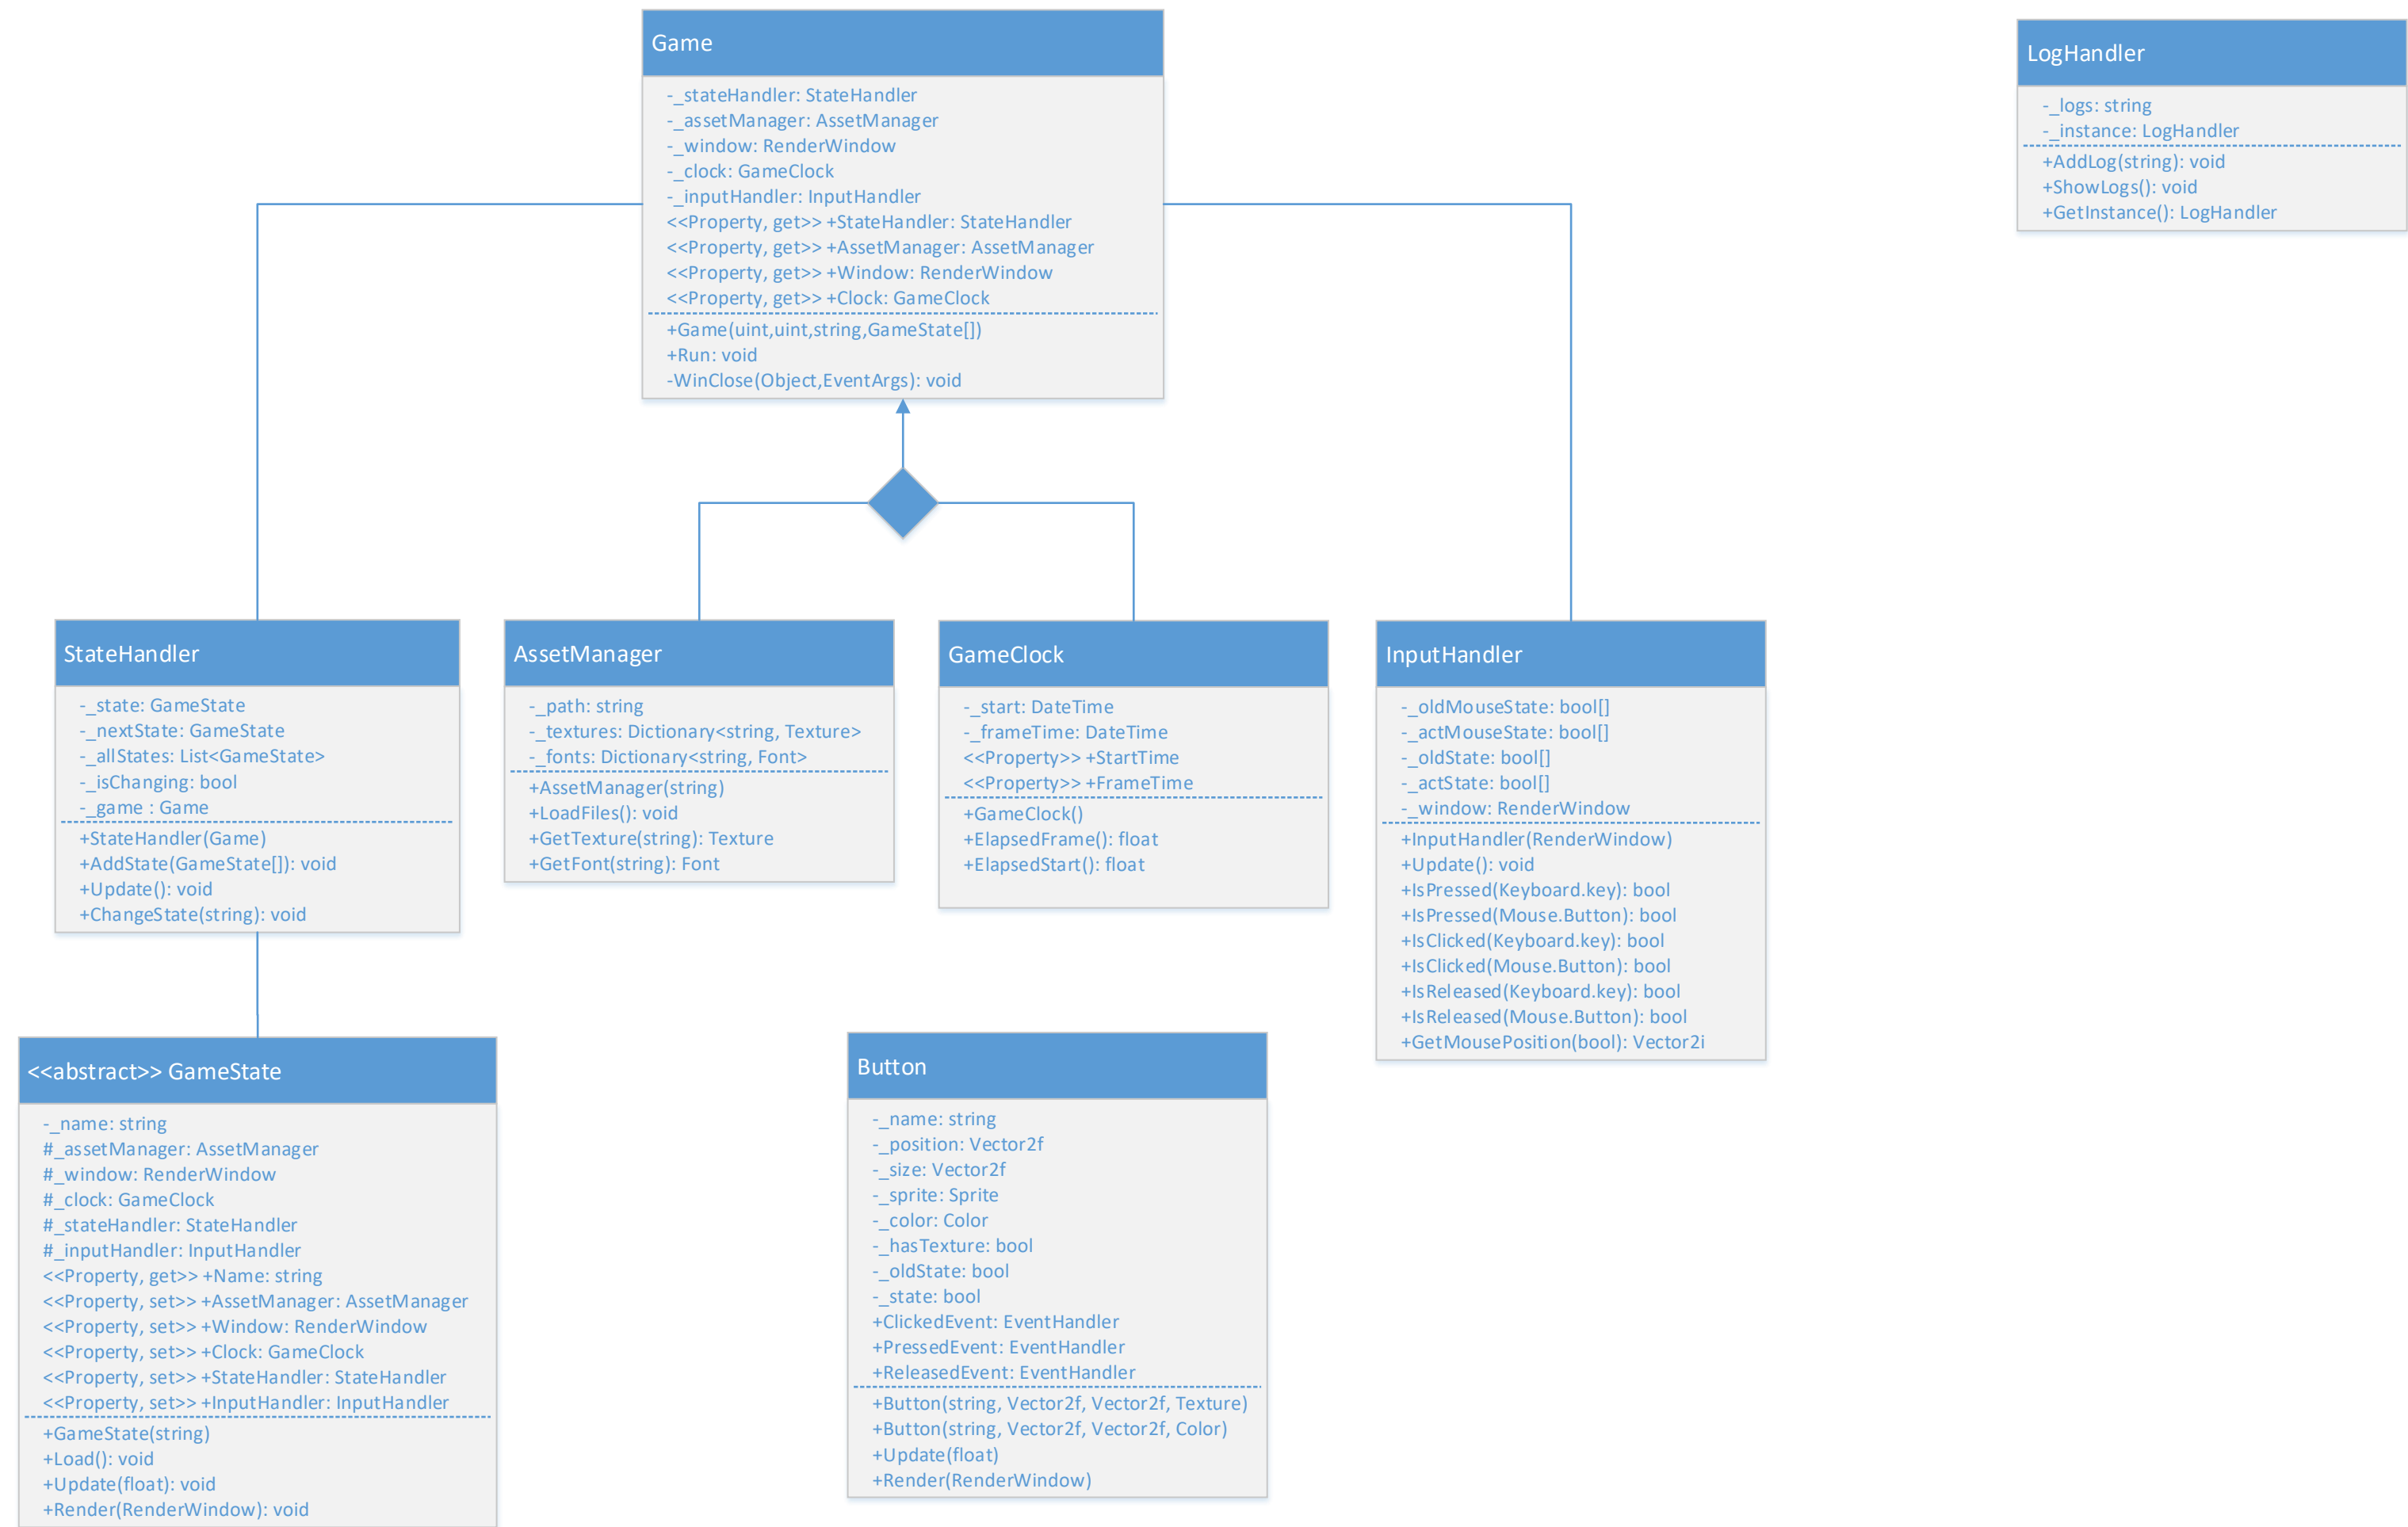 Game
-_stateHandler: StateHandler
-_assetManager: AssetManager
-_window: RenderWindow
-_clock: GameClock
-_inputHandler: InputHandler
<<Property, get>> +StateHandler: StateHandler
<<Property, get>> +AssetManager: AssetManager
<<Property, get>> +Window: RenderWindow
<<Property, get>> +Clock: GameClock
+Game(uint,uint,string,GameState[])
+Run: void
-WinClose(Object,EventArgs): void
LogHandler
-_logs: string
-_instance: LogHandler
+AddLog(string): void
+ShowLogs(): void
+GetInstance(): LogHandler
StateHandler
-_state: GameState
-_nextState: GameState
-_allStates: List<GameState>
-_isChanging: bool
-_game : Game
+StateHandler(Game)
+AddState(GameState[]): void
+Update(): void
+ChangeState(string): void
AssetManager
-_path: string
-_textures: Dictionary<string, Texture>
-_fonts: Dictionary<string, Font>
+AssetManager(string)
+LoadFiles(): void
+GetTexture(string): Texture
+GetFont(string): Font
GameClock
-_start: DateTime
-_frameTime: DateTime
<<Property>> +StartTime
<<Property>> +FrameTime
+GameClock()
+ElapsedFrame(): float
+ElapsedStart(): float
InputHandler
-_oldMouseState: bool[]
-_actMouseState: bool[]
-_oldState: bool[]
-_actState: bool[]
-_window: RenderWindow
+InputHandler(RenderWindow)
+Update(): void
+IsPressed(Keyboard.key): bool
+IsPressed(Mouse.Button): bool
+IsClicked(Keyboard.key): bool
+IsClicked(Mouse.Button): bool
+IsReleased(Keyboard.key): bool
+IsReleased(Mouse.Button): bool
+GetMousePosition(bool): Vector2i
<<abstract>> GameState
-_name: string
#_assetManager: AssetManager
#_window: RenderWindow
#_clock: GameClock
#_stateHandler: StateHandler
#_inputHandler: InputHandler
<<Property, get>> +Name: string
<<Property, set>> +AssetManager: AssetManager
<<Property, set>> +Window: RenderWindow
<<Property, set>> +Clock: GameClock
<<Property, set>> +StateHandler: StateHandler
<<Property, set>> +InputHandler: InputHandler
+GameState(string)
+Load(): void
+Update(float): void
+Render(RenderWindow): void
Button
-_name: string
-_position: Vector2f
-_size: Vector2f
-_sprite: Sprite
-_color: Color
-_hasTexture: bool
-_oldState: bool
-_state: bool
+ClickedEvent: EventHandler
+PressedEvent: EventHandler
+ReleasedEvent: EventHandler
+Button(string, Vector2f, Vector2f, Texture)
+Button(string, Vector2f, Vector2f, Color)
+Update(float)
+Render(RenderWindow)